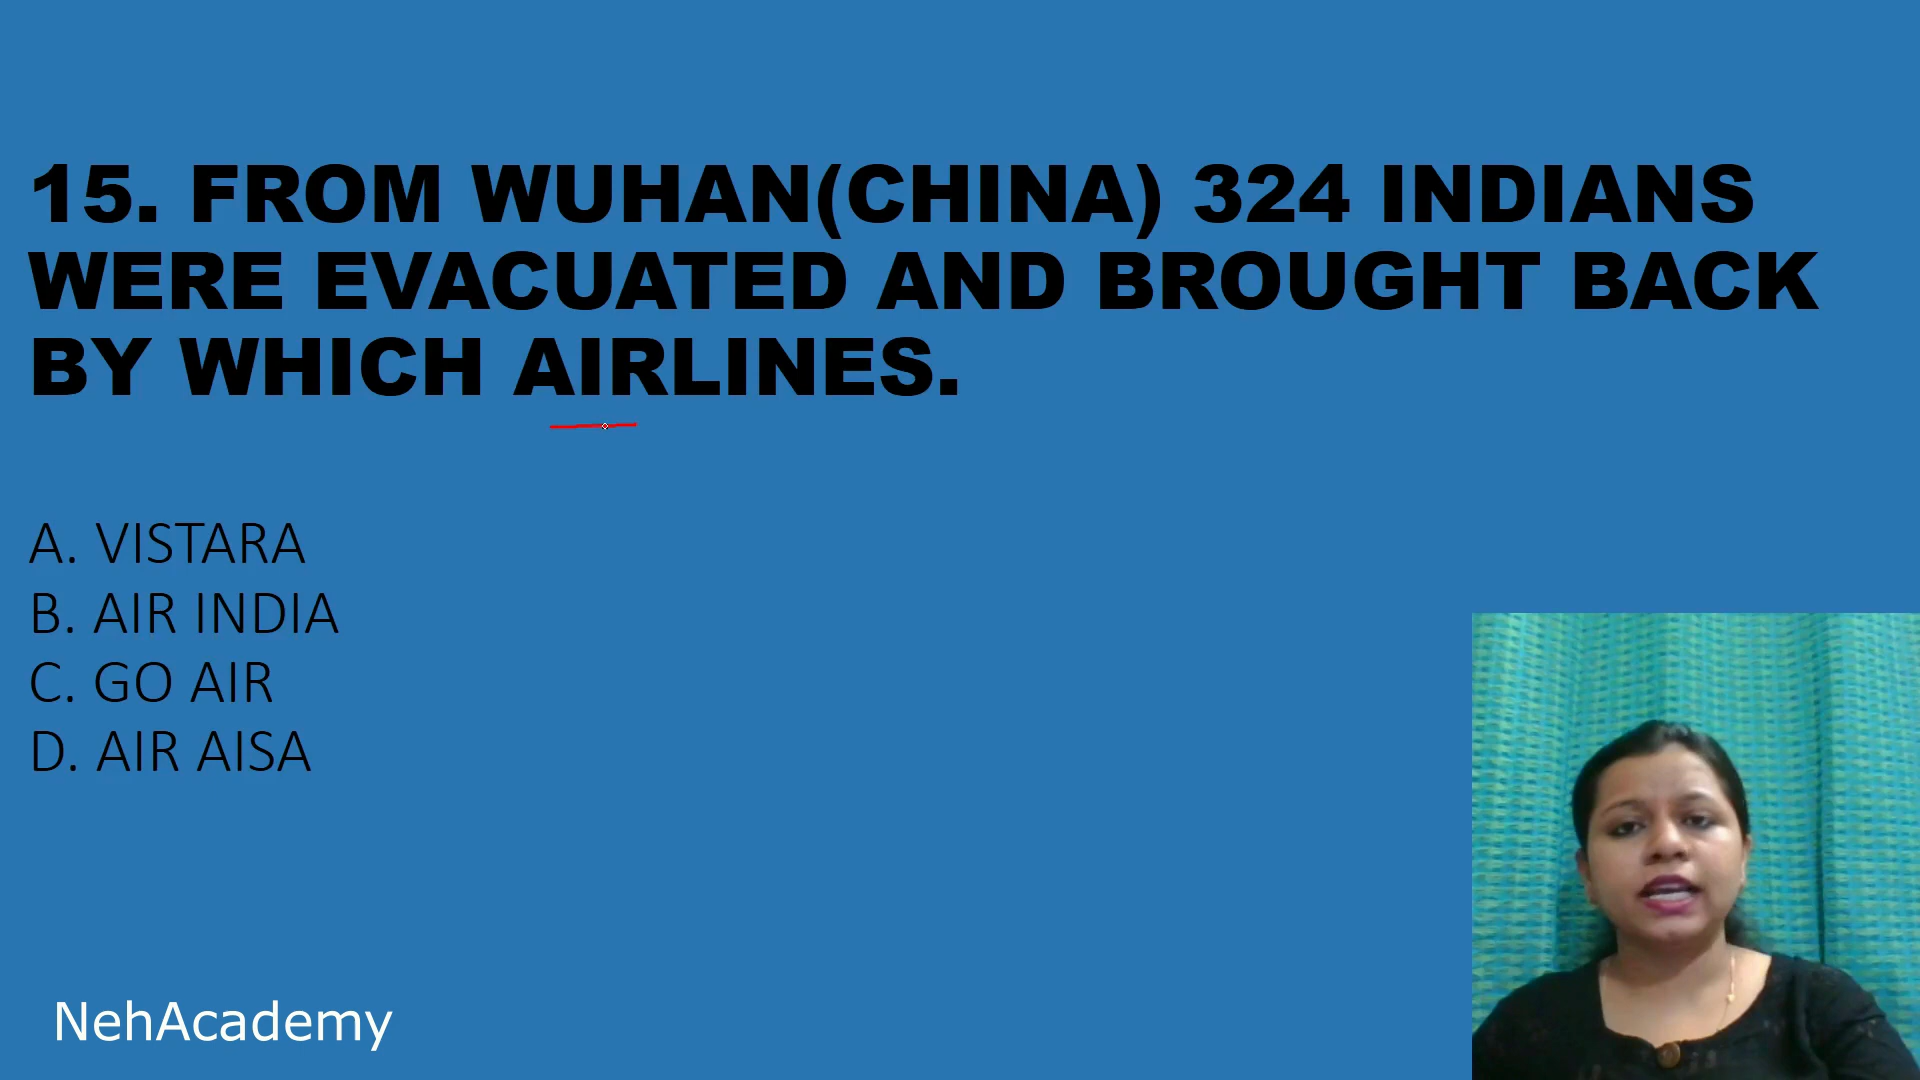 15. FROM WUHAN(CHINA) 324 INDIANS
WERE EVACUATED AND BROUGHT BACK
BY WHICH AIRLINES.
A. VISTARA
B. AIR INDIA
C. GO AIR
D. AIR AISA
NehAcademy